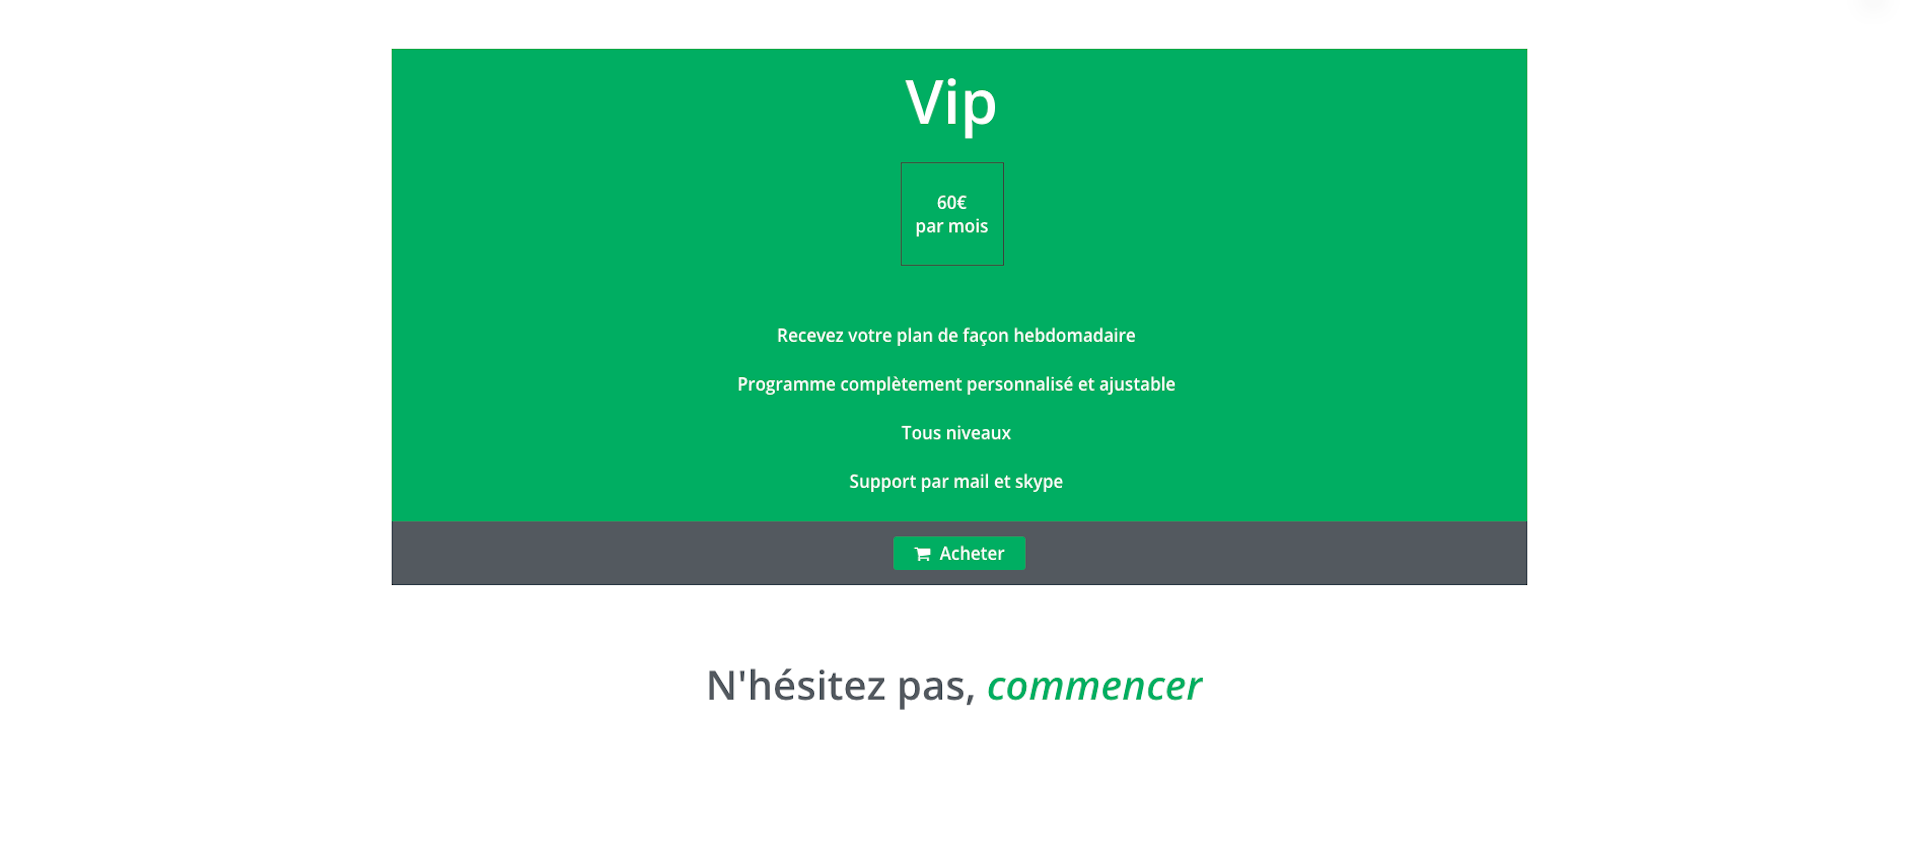 Vip
60€
par mois
Recevez votre plan de façon hebdomadaire
Programme complètement personnalisé et ajustable
Tous niveaux
Support par mail et skype
Acheter
N'hésitez pas, commencer